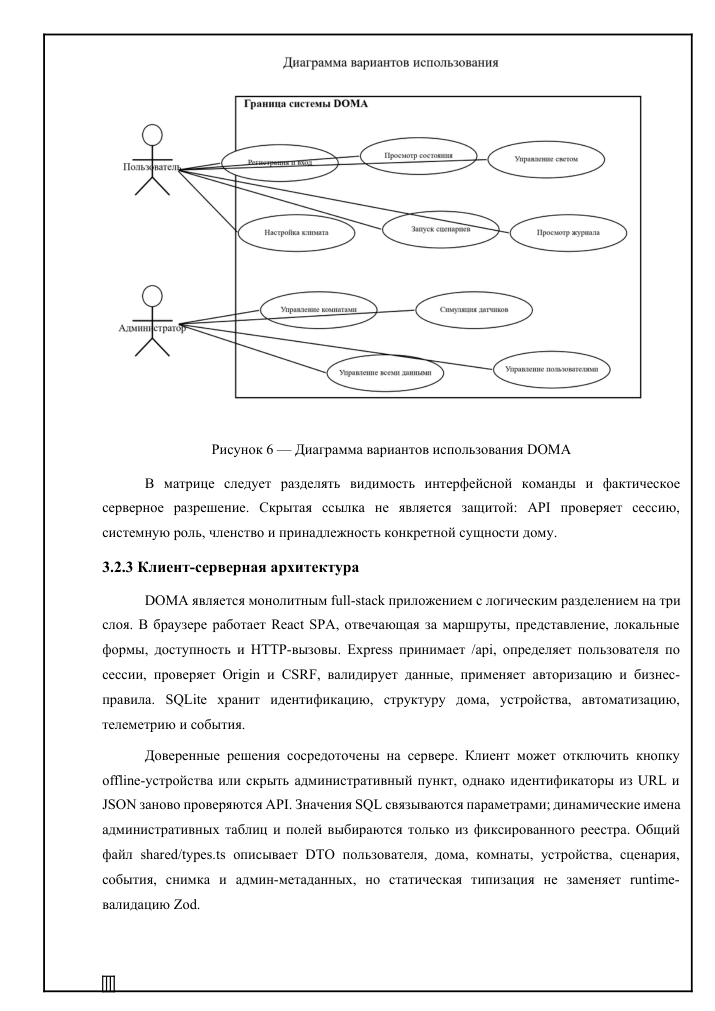 Диаграмма вариантов использования
Граница системы DOMA
Пользователь
Регистрация и вход
Просмотр состояния
Управление светом
Настройка климата
Запуск сценариев
Просмотр журнала
Администратор
Управление комнатами
Симуляция датчиков
Управление всеми данными
Управление пользователями
Рисунок 6 — Диаграмма вариантов использования DOMA
В матрице следует разделять видимость интерфейсной команды и фактическое
серверное разрешение. Скрытая ссылка не является защитой: API проверяет сессию,
системную роль, членство и принадлежность конкретной сущности дому.
3.2.3 Клиент-серверная архитектура
DOMA является монолитным full-stack приложением с логическим разделением на три
слоя. В браузере работает React SPA, отвечающая за маршруты, представление, локальные
формы, доступность и HTTP-вызовы. Express принимает /api, определяет пользователя по
сессии, проверяет Origin и CSRF, валидирует данные, применяет авторизацию и бизнес-
правила. SQLite хранит идентификацию, структуру дома, устройства, автоматизацию,
телеметрию и события.
Доверенные решения сосредоточены на сервере. Клиент может отключить кнопку
offline-устройства или скрыть административный пункт, однако идентификаторы из URL и
JSON заново проверяются API. Значения SQL связываются параметрами; динамические имена
административных таблиц и полей выбираются только из фиксированного реестра. Общий
файл shared/types.ts описывает DTO пользователя, дома, комнаты, устройства, сценария,
события, снимка и админ-метаданных, но статическая типизация не заменяет runtime-
валидацию Zod.